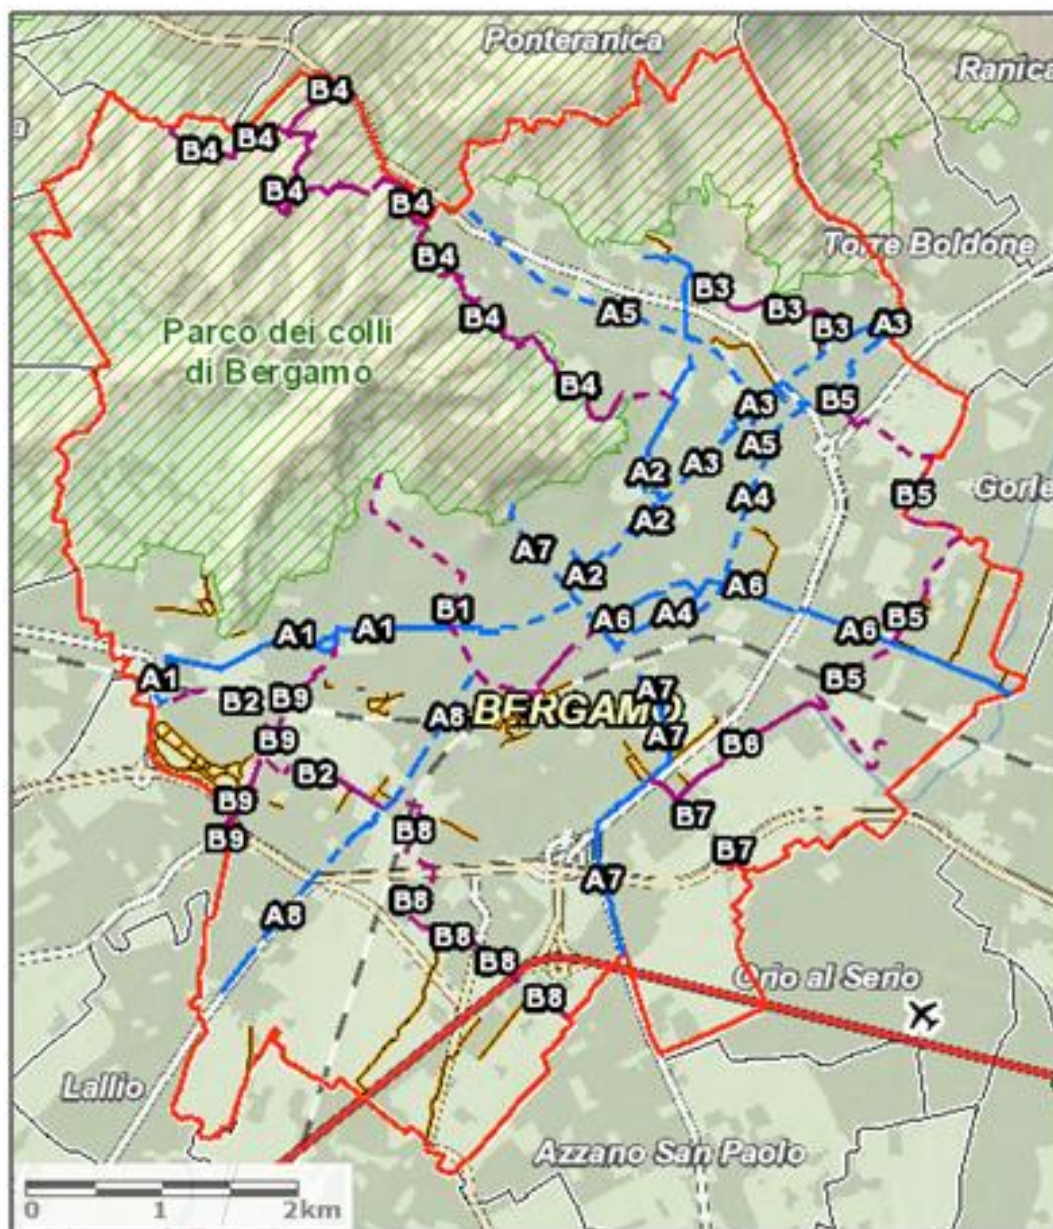 Ponteranica
Ranica
a
B4
B4
B4
B4
B4
Torre Boldone
B4
B3
B3
A5
B3
A3
B4
Parco dei colli
di Bergamo
B4
A3
B5
A5
A2
A3
A4
B5
Gorle
A2
A7
A2
A6
B1
A6
A4
B5
A1
A1
A6
A1
B2
B9
A7
B5
A8
BERGAMO
A7
B6
B9
B2
B9
B7
B9
B8
B7
A7
B8
A8
B8
B8
Orio al Serio
B8
Lallio
Azzano San Paolo
0
1
2km